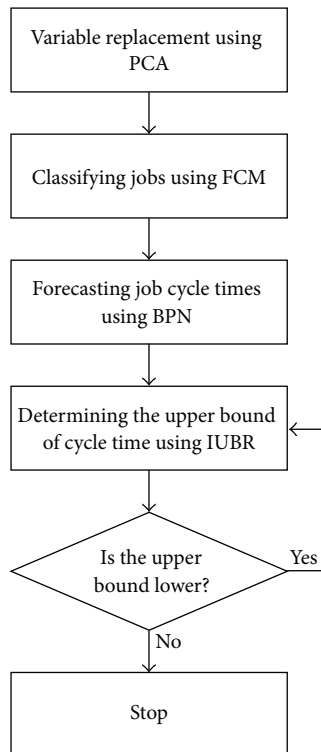 Variable replacement using
PCA
Classifying jobs using FCM
Forecasting job cycle times
using BPN
Determining the upper bound
of cycle time using IUBR
Is the upper
bound lower?
Yes
No
Stop